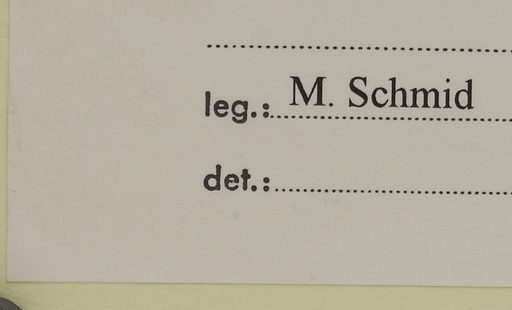 leg.: M. Schmid
det.: